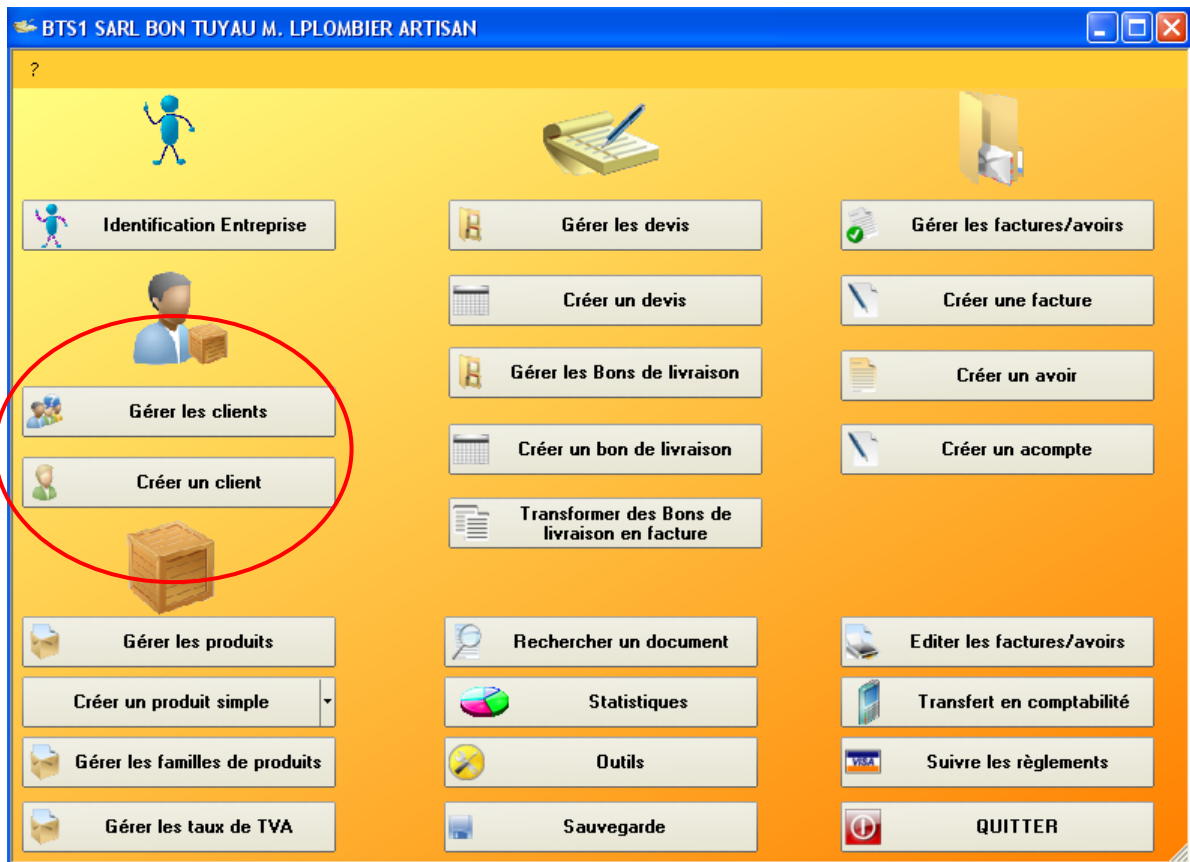 BTS1 SARL BON TUYAU M. LPLOMBIER ARTISAN
?
Identification Entreprise
Gérer les clients
Créer un client
Gérer les produits
Créer un produit simple
Gérer les familles de produits
Gérer les taux de TVA
Gérer les devis
Créer un devis
Gérer les Bons de livraison
Créer un bon de livraison
Transformer des Bons de
livraison en facture
Rechercher un document
Statistiques
Outils
Sauvegarde
Gérer les factures/avoirs
Créer une facture
Créer un avoir
Créer un acompte
Editer les factures/avoirs
Transfert en comptabilité
VISA
Suivre les règlements
QUITTER